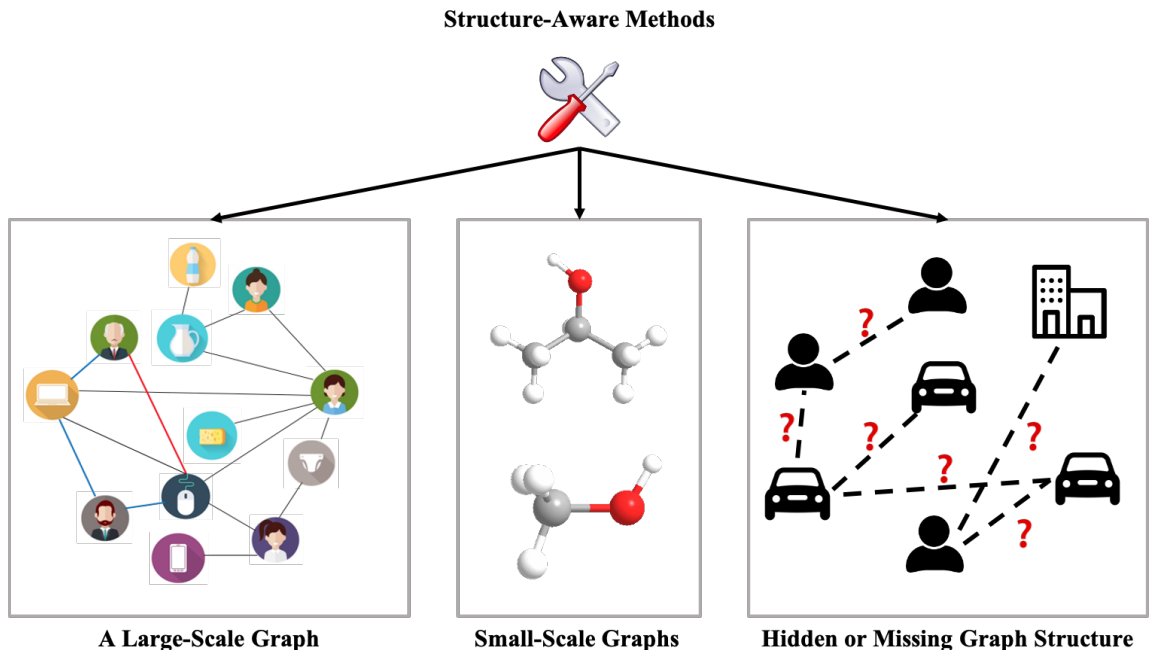 Structure-Aware Methods
?
?
?
?
?
?
A Large-Scale Graph
Small-Scale Graphs
Hidden or Missing Graph Structure